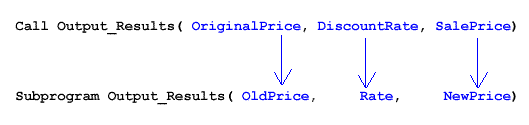 Call Output_Results( OriginalPrice, DiscountRate, SalePrice)
Subprogram Output_Results( OldPrice, Rate, NewPrice)